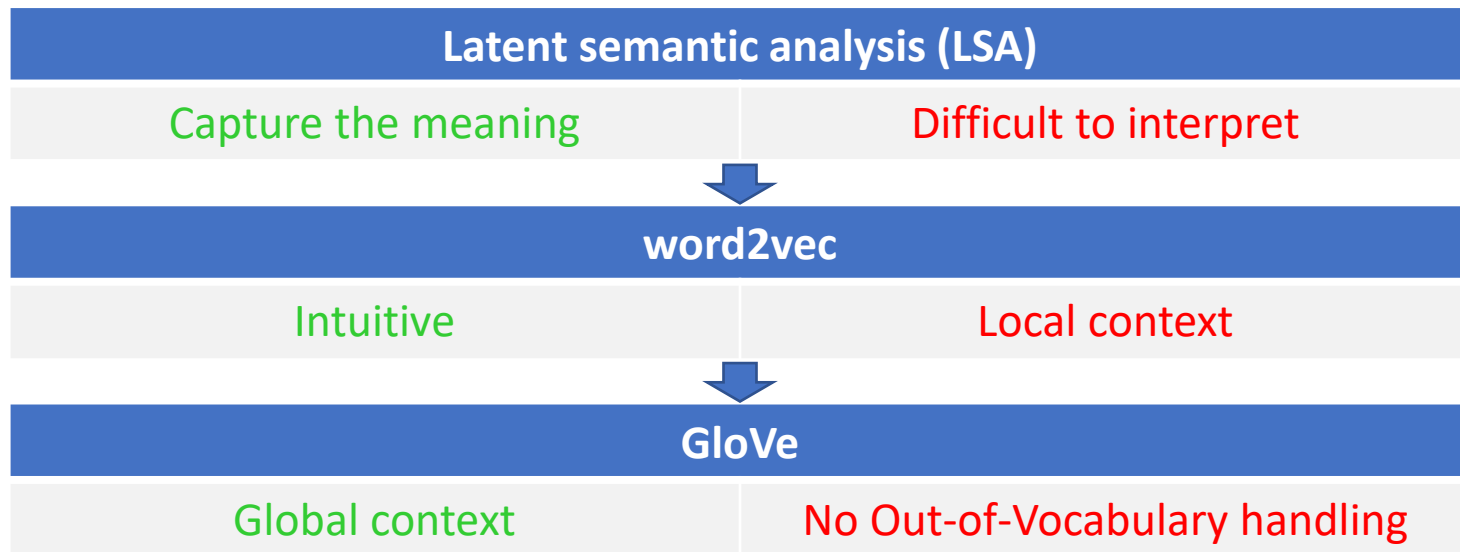 Latent semantic analysis (LSA)
Capture the meaning
Difficult to interpret
word2vec
Intuitive
Local context
GloVe
Global context
No Out-of-Vocabulary handling